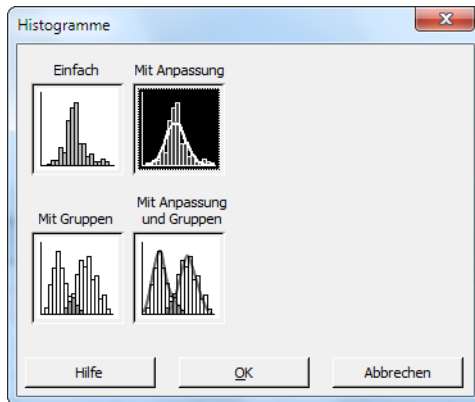 Histogramme
Einfach
Mit Anpassung
Mit Gruppen
Mit Anpassung
und Gruppen
Hilfe
OK
Abbrechen